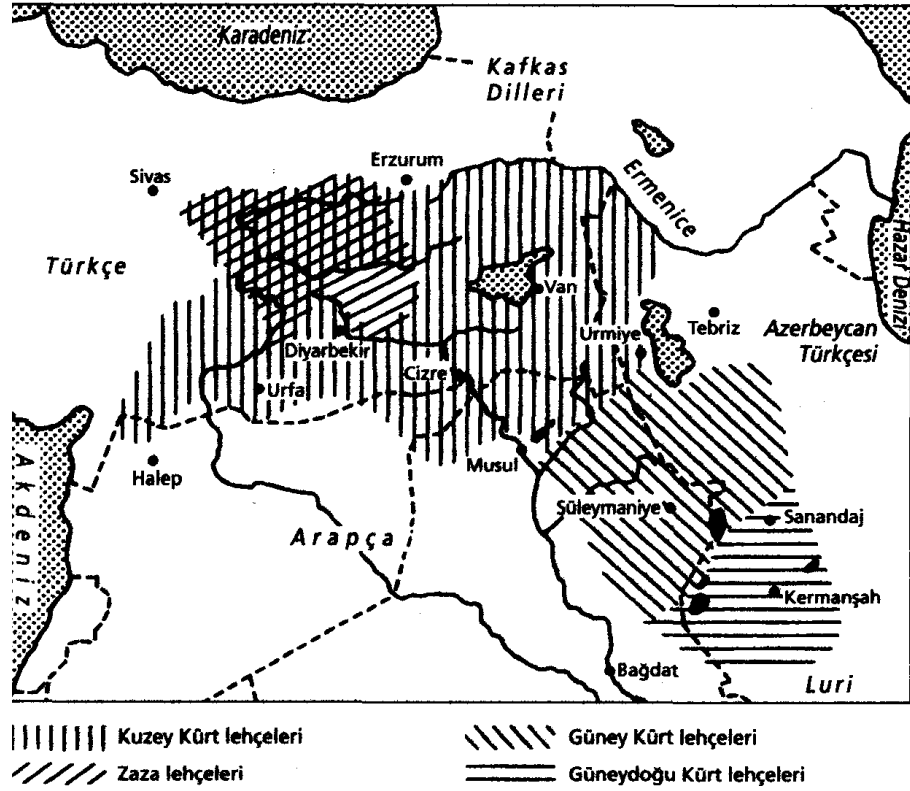 Karadeniz
Kafkas
Dilleri
Sivas
Erzurum
Ermenice
Hazar Denizi
Türkçe
Van
Urmiye
Tebriz
Azerbeycan
Türkçesi
Diyarbekir
Cizre
Urfa
Akdeniz
Halep
Musul
Süleymaniye
Sanandaj
Arapça
Kermanşah
Bağdat
Luri
Kuzey Kürt lehçeleri
Güney Kürt lehçeleri
Zaza lehçeleri
Güneydoğu Kürt lehçeleri